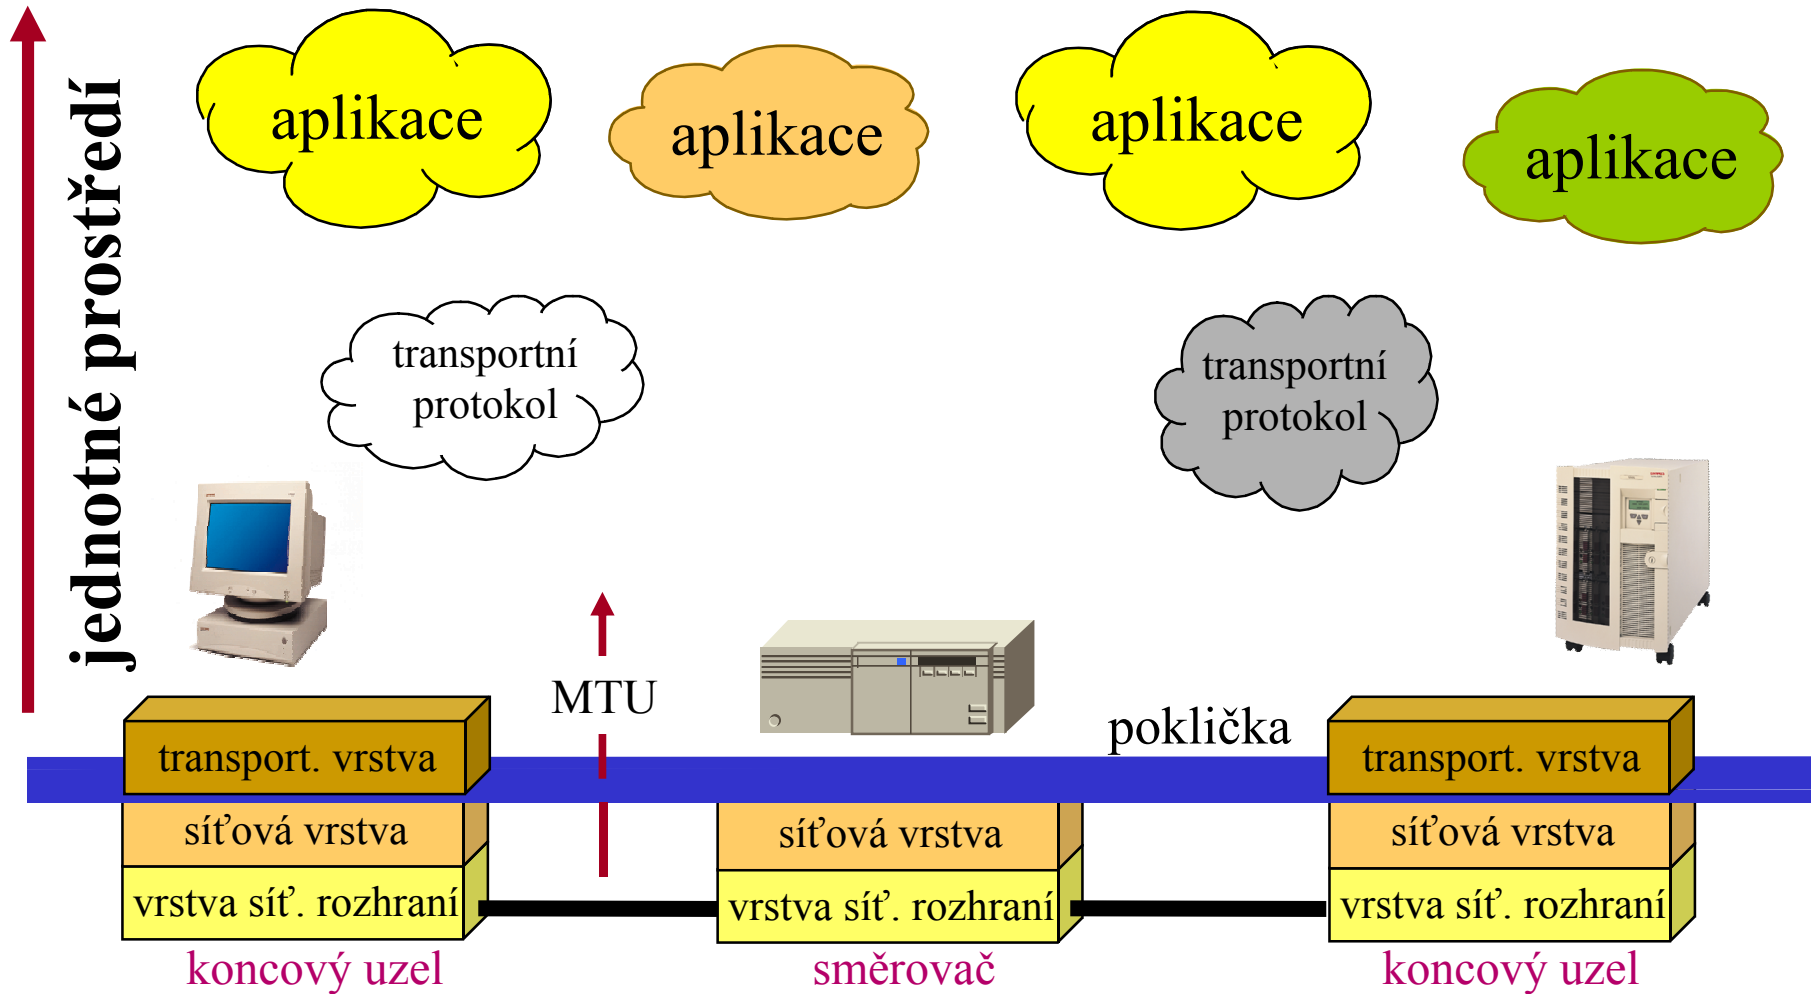 jednotné prostředí
aplikace
aplikace
aplikace
aplikace
transportní
protokol
transportní
protokol
MTU
poklička
transport. vrstva
síťová vrstva
vrstva síť. rozhraní
koncový uzel
síťová vrstva
vrstva síť. rozhraní
směrovač
transport. vrstva
síťová vrstva
vrstva síť. rozhraní
koncový uzel